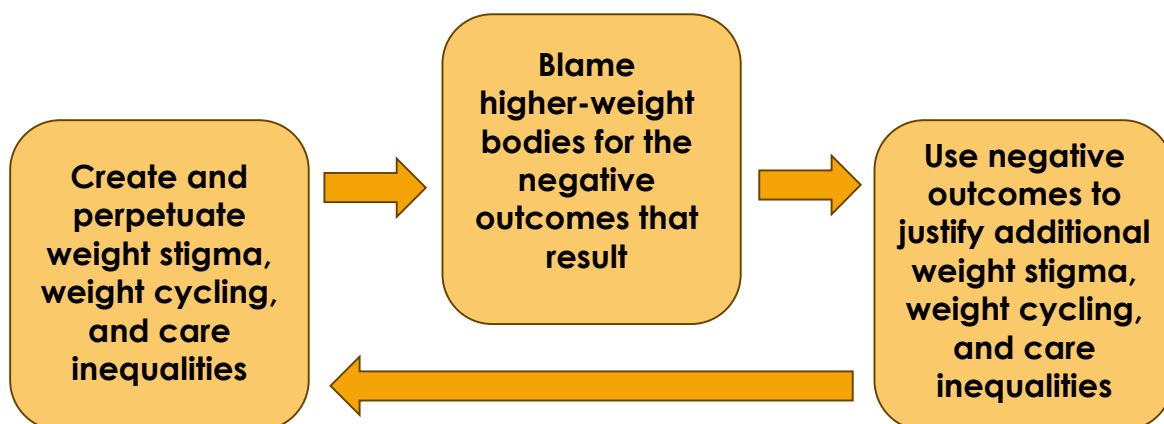 Create and
perpetuate
weight stigma,
weight cycling,
and care
inequalities
Blame
higher-weight
bodies for the
negative
outcomes that
result
Use negative
outcomes to
justify additional
weight stigma,
weight cycling,
and care
inequalities